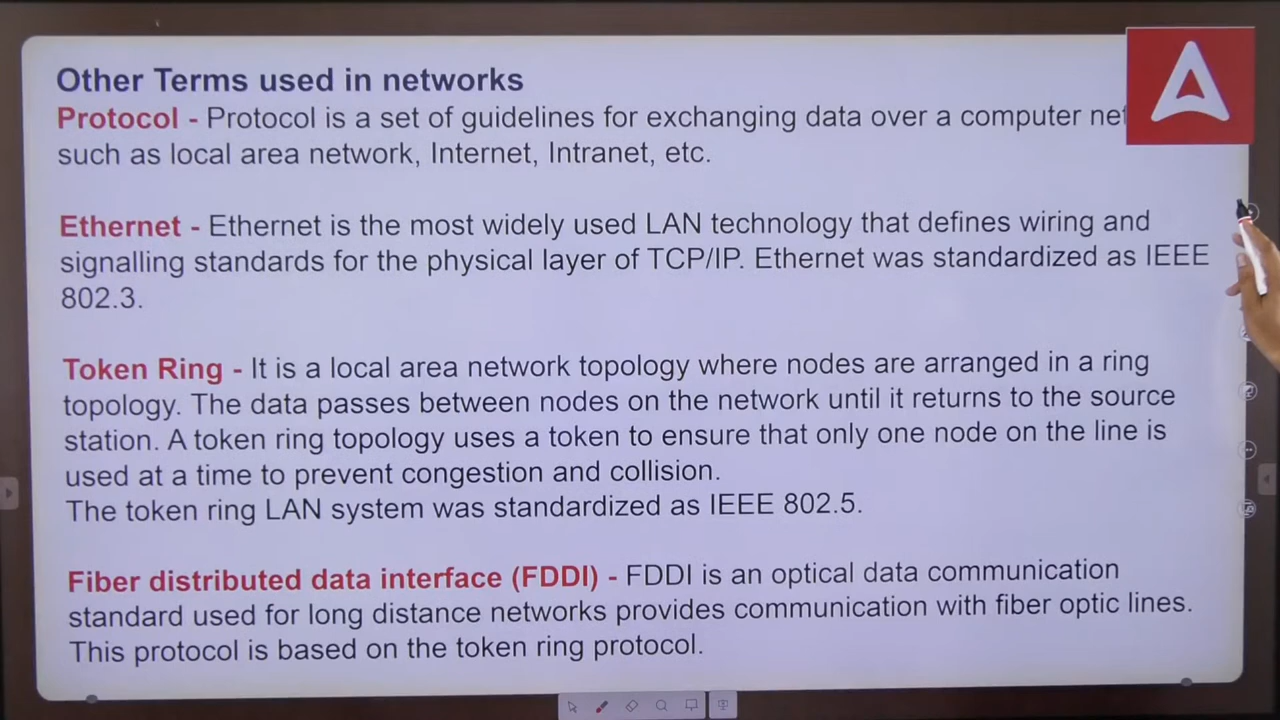 Other Terms used in networks
Protocol - Protocol is a set of guidelines for exchanging data over a computer
such as local area network, Internet, Intranet, etc.
Ethernet - Ethernet is the most widely used LAN technology that defines wiring and
signalling standards for the physical layer of TCP/IP. Ethernet was standardized as IEEE
802.3.
Token Ring - It is a local area network topology where nodes are arranged in a ring
topology. The data passes between nodes on the network until it returns to the source
station. A token ring topology uses a token to ensure that only one node on the line is
used at a time to prevent congestion and collision.
The token ring LAN system was standardized as IEEE 802.5.
Fiber distributed data interface (FDDI) - FDDI is an optical data communication
standard used for long distance networks provides communication with fiber optic lines.
This protocol is based on the token ring protocol.